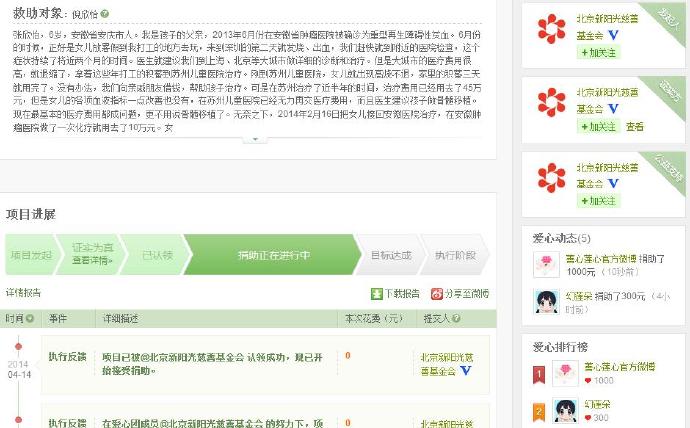 救助对象：倪欣怡
张欣怡，6岁，安徽省安庆市人。我是孩子的父亲，2013年6月在安徽省肿瘤医院被确诊为重型再生障碍性贫血。6月份
的时候，正好是女儿放暑假到我打工的地方去玩，来到深圳的第二天就发烧、出血，我们赶快就到附近的医院检查，这个
症状持续了将近两个月的时间。医生就建议我们到上海、北京等大城市做详细的诊断和治疗。但是大城市的医疗费用很
高，就退缩了，拿着这些年打工的积蓄到苏州儿童医院治疗。刚到苏州儿童医院，女儿就出现高烧不退，家里的积蓄三天
就用完了。没有办法，我们向亲戚朋友借钱，帮助孩子治疗。可是在苏州治疗了近半年的时间，治疗费用已经用去了45万
元，但是女儿的各项血液指标一点改善也没有。在苏州儿童医院已经无力再交医疗费用，而且医生建议孩子做骨髓移植。
现在最基本的医疗费用都成问题，更不用说骨髓移植了。无奈之下，2014年2月16日把女儿接回安徽医院治疗，在安徽肿
瘤医院做了一次化疗就用去了10万元。女
项目进展
项目发起
证实为真
查看详情»
已认领
捐助正在进行中
目标达成
执行阶段
详情报告
下载报告
分享至微博
时间 事件 详细描述 本次花费（元） 提交人
2014
04-14
执行反馈
项目已被@北京新阳光慈善基金会 认领成功，现已开
始接受捐助。
0
北京新阳光慈
善基金会
执行反馈
在爱心团成员@北京新阳光慈善基金会 的努力下，项
0
北京新阳光慈
发起人
北京新阳光慈善
基金会
+加关注
证实方
北京新阳光慈善
基金会
+加关注 查看
公益支持
北京新阳光慈善
基金会
+加关注
爱心动态(5)
善心莲心官方微博 捐助了
1000元 （10秒前）
幻蓮朵 捐助了300元 （4小
时前）
爱心排行榜
1
善心莲心官方微博
1000
2
幻蓮朵
300